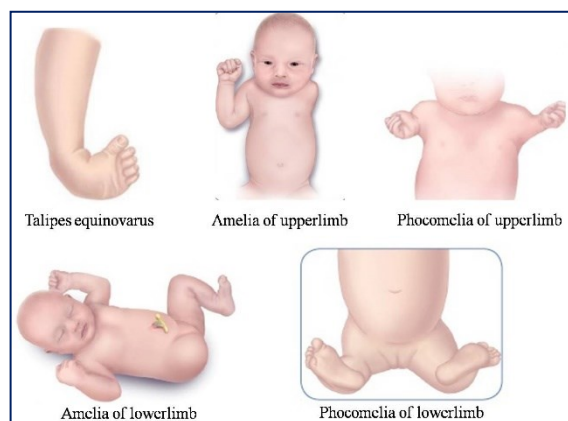 Talipes equinovarus
Amelia of upperlimb
Phocomelia of upperlimb
Amelia of lowerlimb
Phocomelia of lowerlimb